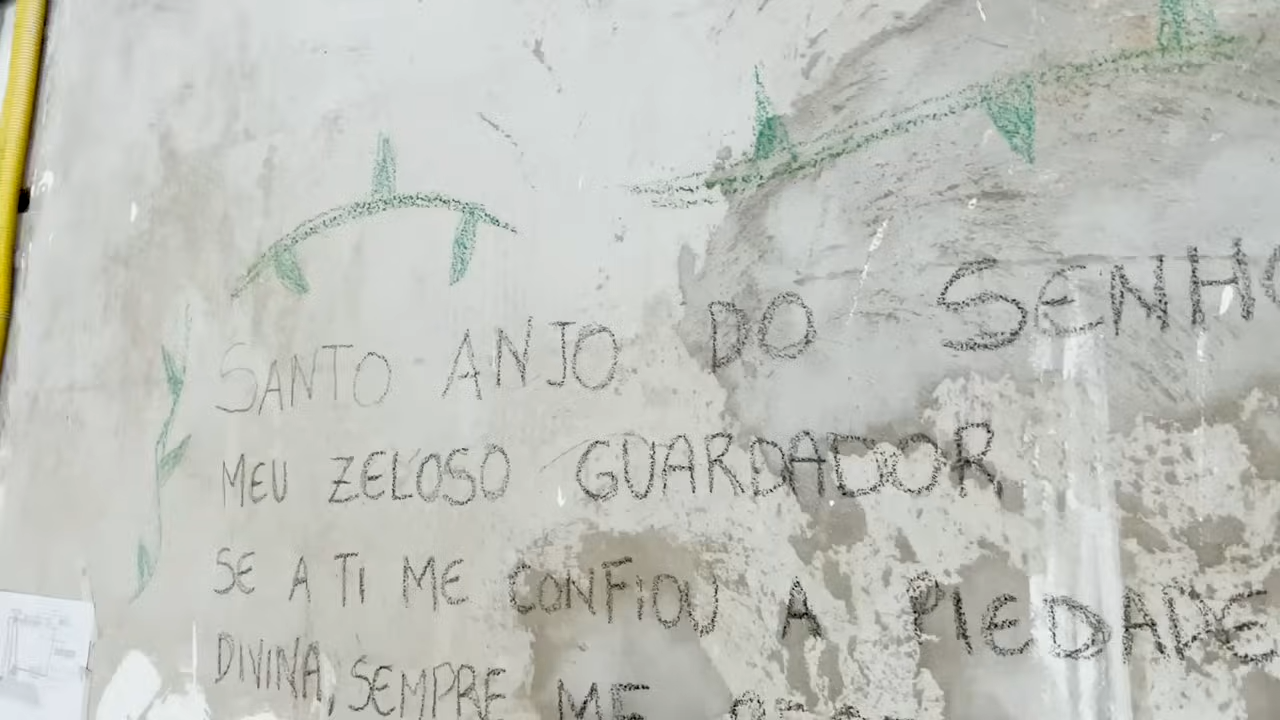 SANTO ANJO DO SENHO
MEU ZELOSO GUARDADOR
SE A TI ME CONFIOU A PIEDADE
DIVINA, SEMPRE ME